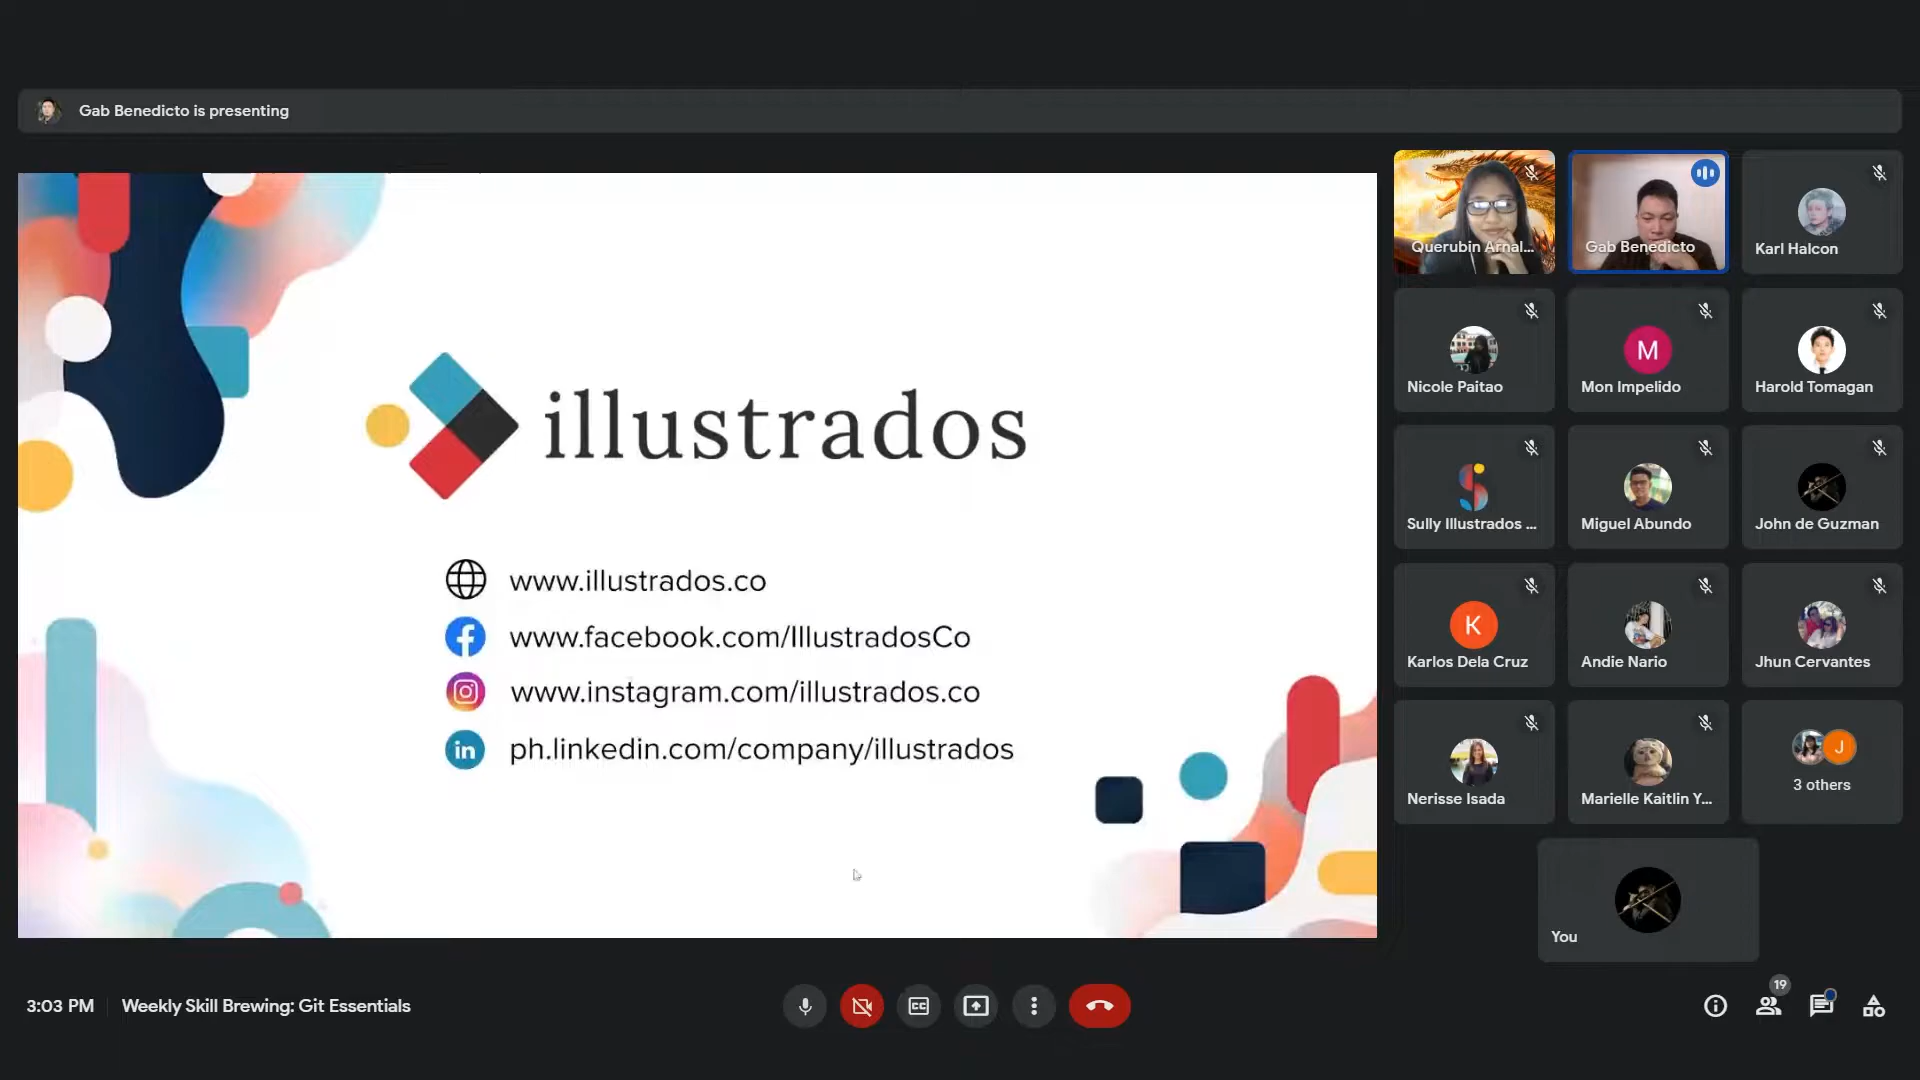 Gab Benedicto is presenting
illustrados
www.illustrados.co
www.facebook.com/IllustradosCo
www.instagram.com/illustrados.co
in
ph.linkedin.com/company/illustrados
Querubin Arnal...
Gab Benedicto
Karl Halcon
Nicole Paitao
M
Mon Impelido
Harold Tomagan
Sully Illustrados ...
Miguel Abundo
John de Guzman
K
Karlos Dela Cruz
Andie Nario
Jhun Cervantes
Nerisse Isada
Marielle Kaitlin Y...
J
3 others
You
3:03 PM
Weekly Skill Brewing: Git Essentials
CC
19